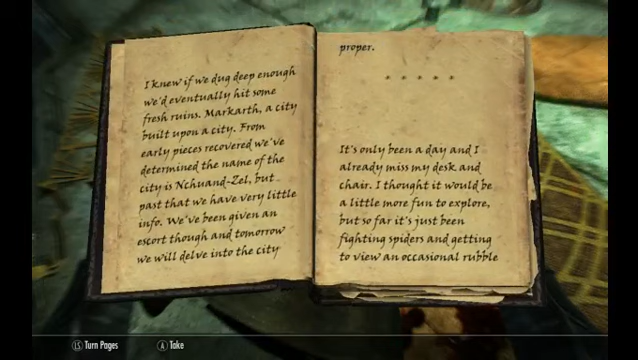 I knew if we dug deep enough
we'd eventually hit some
fresh ruins. Markarth, a city
built upon a city. From
early pieces recovered we've
determined the name of the
city is Nchuand-Zel, but
past that we have very little
info. We've been given an
escort though and tomorrow
we will delve into the city
proper.
* * * * *
It's only been a day and I
already miss my desk and
chair. I thought it would be
a little more fun to explore,
but so far it's just been
fighting spiders and getting
to view an occasional rubble
LS Turn Pages
A Take